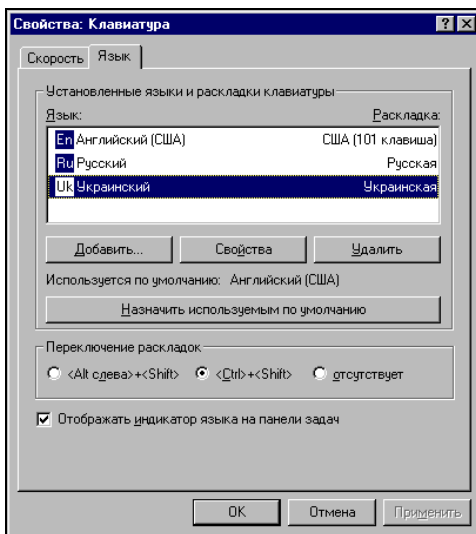 Свойства: Клавиатура
Скорость Язык
Установленные языки и раскладки клавиатуры
Язык: Раскладка:
En Английский (США) США (101 клавиша)
Ru Русский Русская
Uk Украинский Украинская
Добавить... Свойства Удалить
Используется по умолчанию: Английский (США)
Назначить используемым по умолчанию
Переключение раскладок
<Alt слева>+<Shift> <Ctrl>+<Shift> отсутствует
Отображать индикатор языка на панели задач
OK Отмена Применить